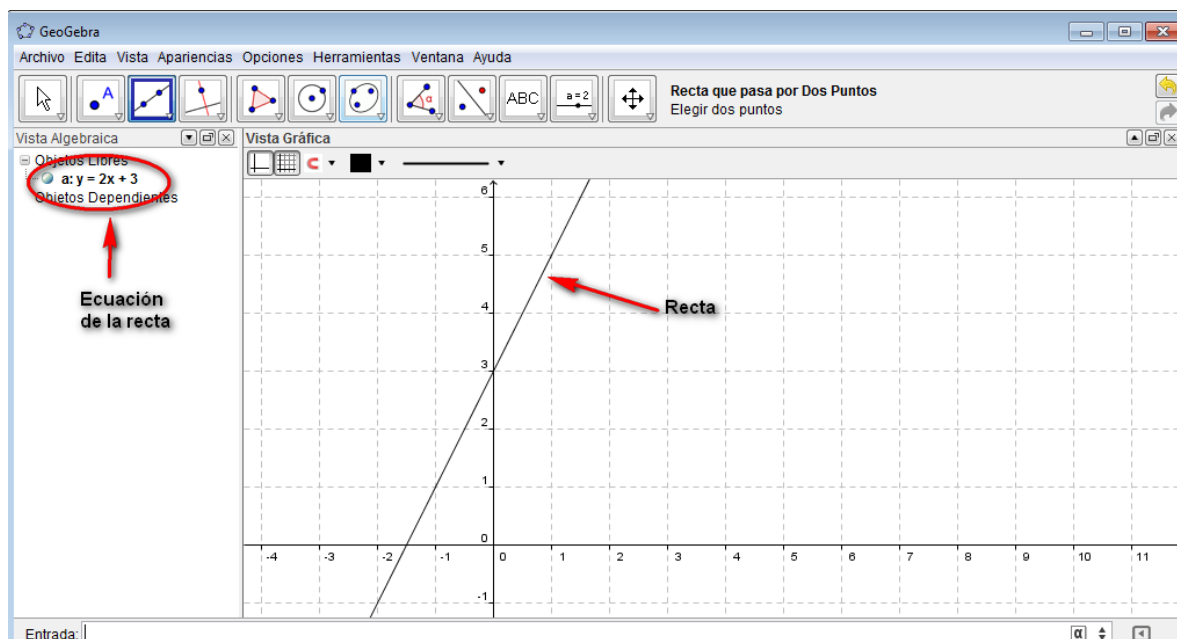 GeoGebra
Archivo Edita Vista Apariencias Opciones Herramientas Ventana Ayuda
A
α
ABC
a=2
Recta que pasa por Dos Puntos
Elegir dos puntos
Vista Algebraica
Vista Gráfica
Objetos Libres
a: y = 2x + 3
Objetos Dependientes
Ecuación
de la recta
Recta
6
5
4
3
2
1
0
-1
-4 -3 -2 -1 0 1 2 3 4 5 6 7 8 9 10 11
Entrada:
α